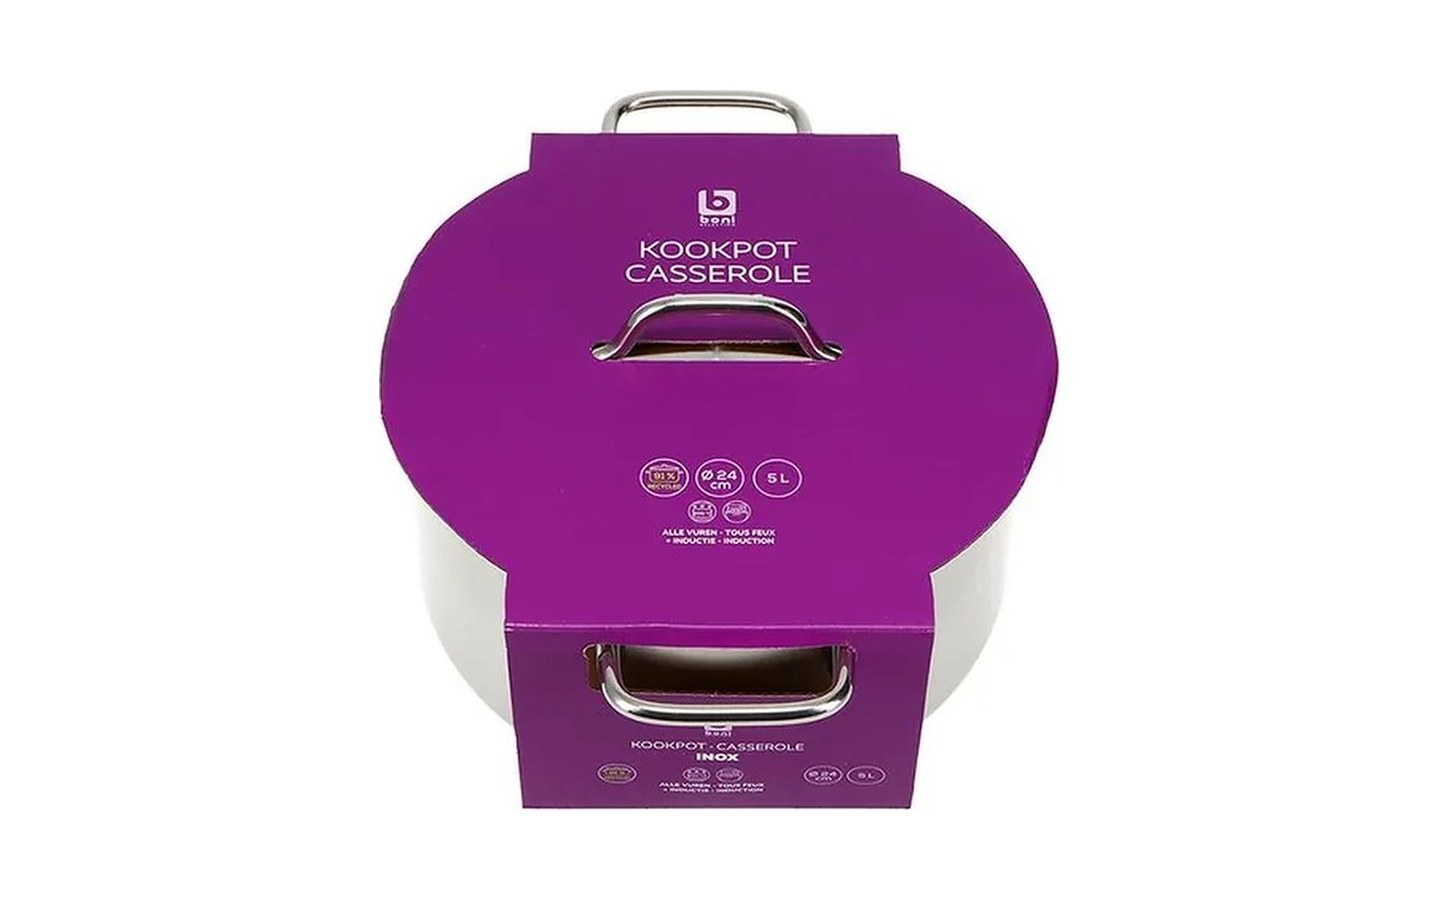 boni
SELECTION
KOOKPOT
CASSEROLE
91 %
RECYCLED
Ø 24
cm
5 L
ALLE VUREN - TOUS FEUX
+ INDUCTIE - INDUCTION
boni
KOOKPOT - CASSEROLE
INOX
Ø 24
cm
5 L
ALLE VUREN - TOUS FEUX
+ INDUCTIE - INDUCTION